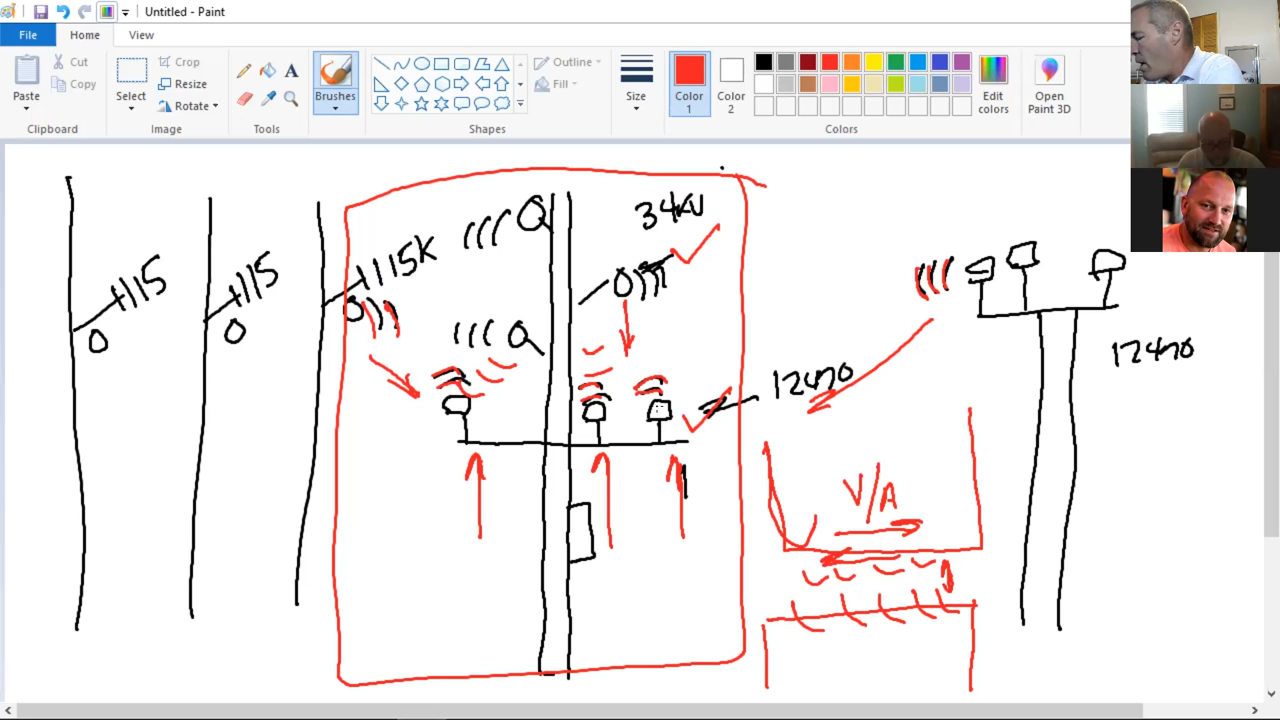 Untitled - Paint
File
Home
View
Paste
Cut
Copy
Clipboard
Select
Crop
Resize
Rotate
Image
A
Tools
Brushes
Shapes
Outline
Fill
Size
Color 1
Color 2
Colors
Edit colors
Open Paint 3D
34KV
115
115
115K
12470
12470
V/A